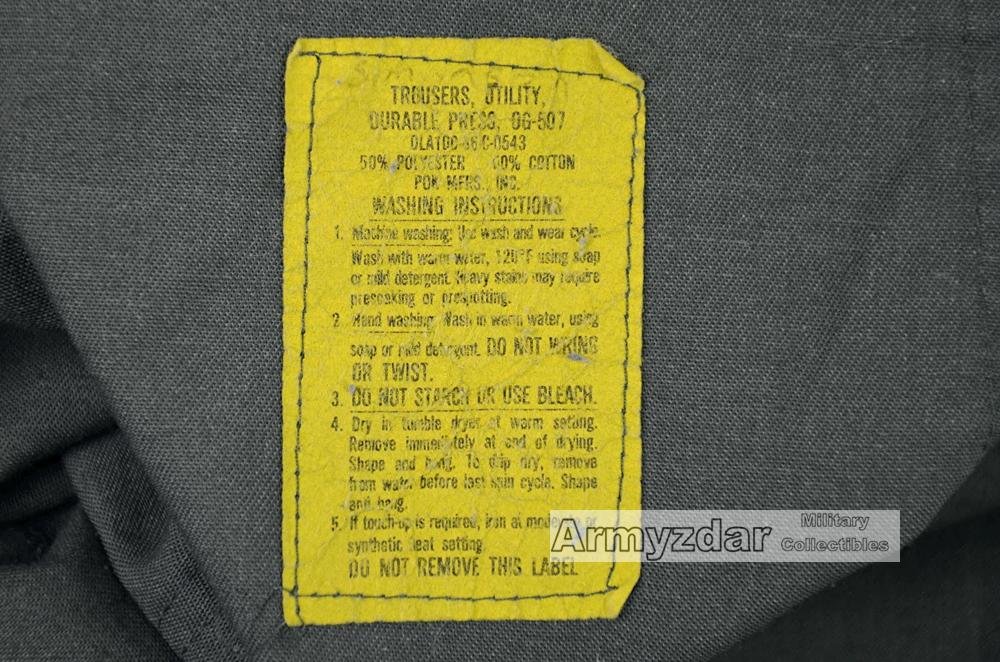 TROUSERS, UTILITY,
DURABLE PRESS, OG-507
50% POLYESTER 50% COTTON
MFRS., INC.
WASHING INSTRUCTIONS
1. Machine washing: Use wash and wear cycle.
Wash with warm water, 120°F using soap
or mild detergent. Heavy stains may require
presoaking or prespotting.
2. Hand washing: Wash in warm water, using
soap or mild detergent. DO NOT WRING
OR TWIST.
3. DO NOT STARCH OR USE BLEACH.
4. Dry in tumble dryer at warm setting.
Remove immediately at end of drying.
Shape and hang. To drip dry, remove
from water before last spin cycle. Shape
and hang.
5. If touch-up is required, iron at moderate or
synthetic heat setting.
DO NOT REMOVE THIS LABEL
Armyzdar Military
Collectibles